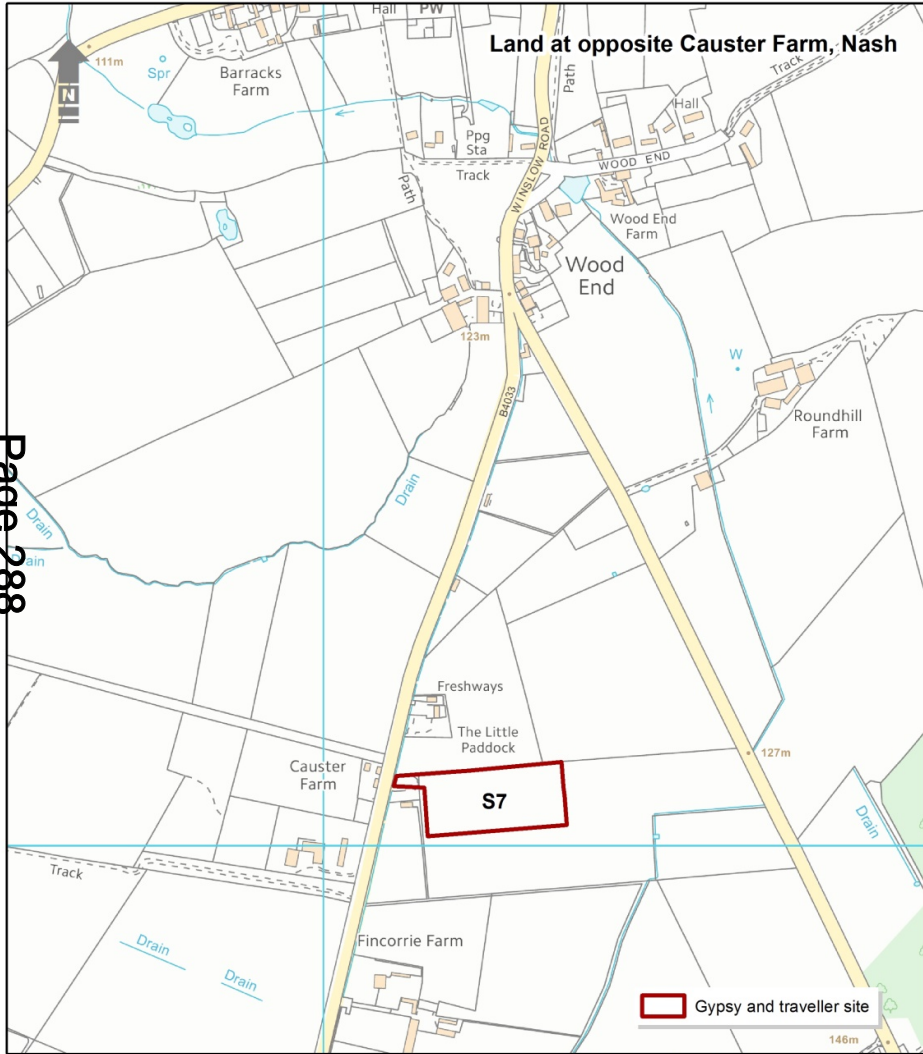 Hall
PW
Land at opposite Causter Farm, Nash
111m
Spr
Barracks
Farm
Path
Track
N
Hall
Ppg
Sta
WOOD END
WINSLOW ROAD
Track
Path
Wood End
Farm
Wood
End
123m
W
B4033
Roundhill
Farm
Page 288
Drain
Drain
Drain
Freshways
The Little
Paddock
127m
Causter
Farm
S7
Drain
Track
Drain
Drain
Fincorrie Farm
Gypsy and traveller site
146m